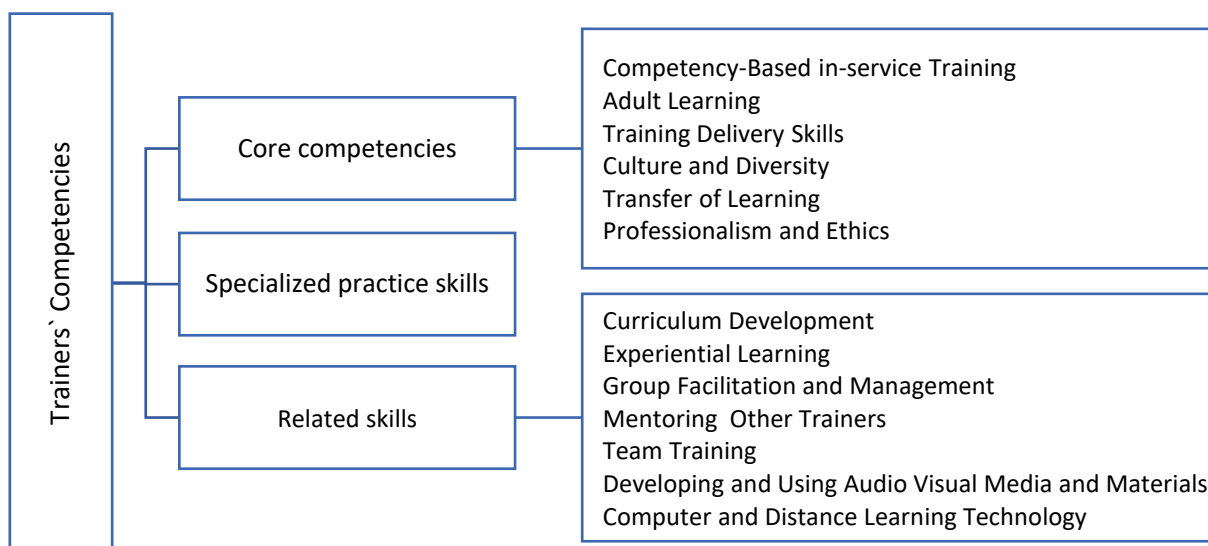 Trainers` Competencies
Core competencies
Competency-Based in-service Training
Adult Learning
Training Delivery Skills
Culture and Diversity
Transfer of Learning
Professionalism and Ethics
Specialized practice skills
Related skills
Curriculum Development
Experiential Learning
Group Facilitation and Management
Mentoring  Other Trainers
Team Training
Developing and Using Audio Visual Media and Materials
Computer and Distance Learning Technology